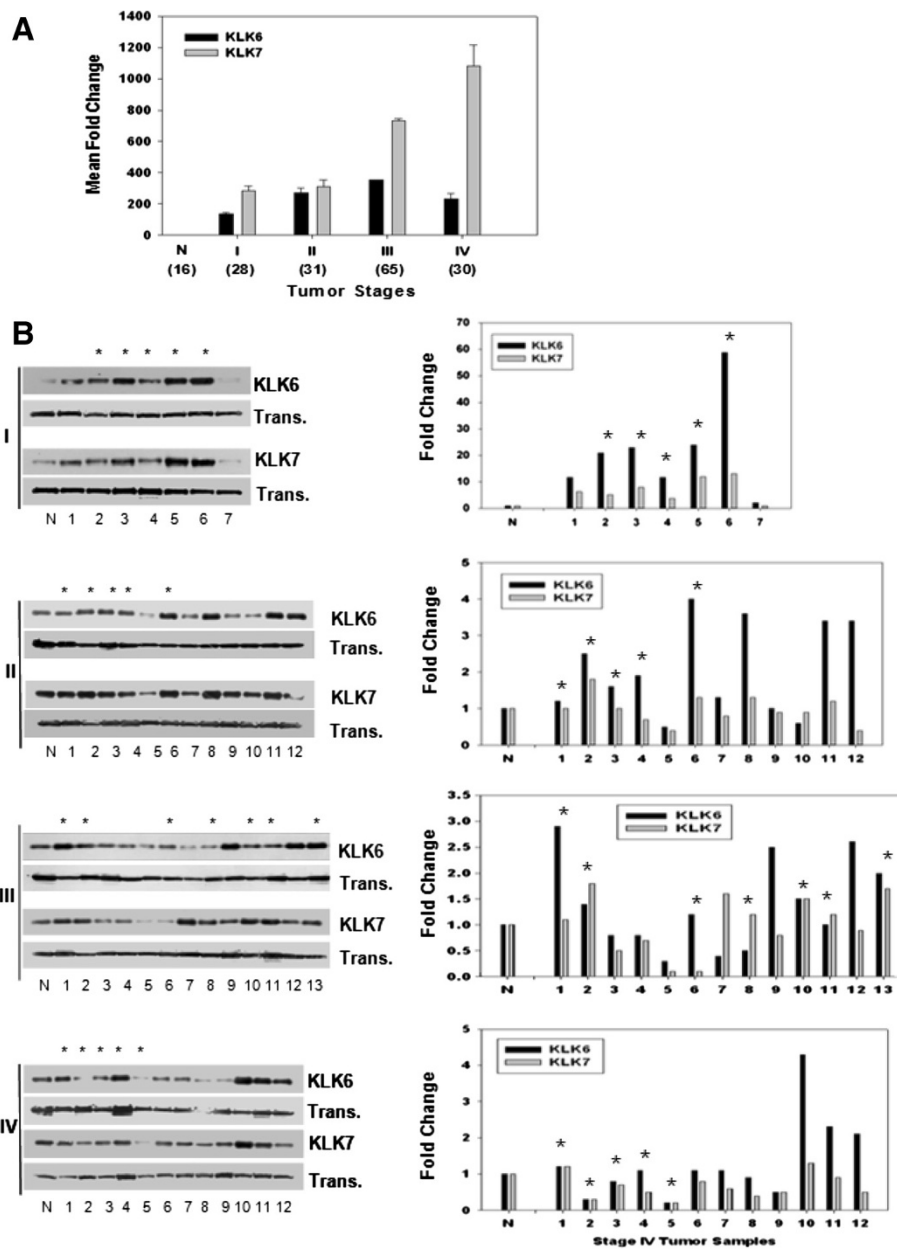 A
Mean Fold Change
1400
1200
1000
800
600
400
200
0
KLK6
KLK7
N I II III IV
(16) (28) (31) (65) (30)
Tumor Stages
B
I
* * * * *
KLK6
Trans.
KLK7
Trans.
N 1 2 3 4 5 6 7
Fold Change
70
60
50
40
30
20
10
0
KLK6
KLK7
* * * * *
N 1 2 3 4 5 6 7
II
* * * * *
KLK6
Trans.
KLK7
Trans.
N 1 2 3 4 5 6 7 8 9 10 11 12
Fold Change
5
4
3
2
1
0
KLK6
KLK7
* * * * *
N 1 2 3 4 5 6 7 8 9 10 11 12
III
* * * * * * *
KLK6
Trans.
KLK7
Trans.
N 1 2 3 4 5 6 7 8 9 10 11 12 13
Fold Change
3.5
3.0
2.5
2.0
1.5
1.0
0.5
0.0
KLK6
KLK7
* * * * * * *
N 1 2 3 4 5 6 7 8 9 10 11 12 13
IV
* * * * *
KLK6
Trans.
KLK7
Trans.
N 1 2 3 4 5 6 7 8 9 10 11 12
Fold Change
5
4
3
2
1
0
KLK6
KLK7
* * * * *
N 1 2 3 4 5 6 7 8 9 10 11 12
Stage IV Tumor Samples